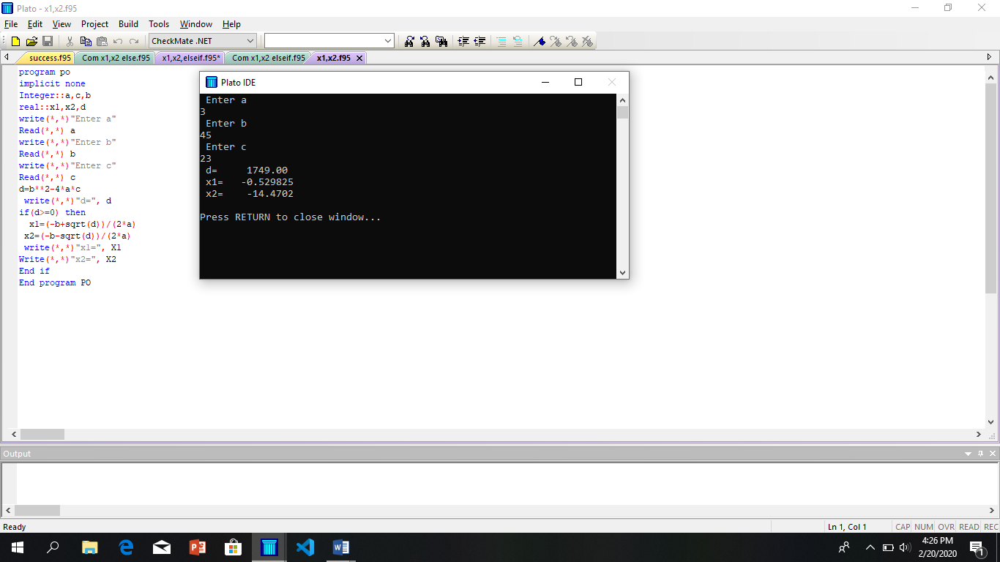 Plato - x1,x2.f95
File Edit View Project Build Tools Window Help
CheckMate .NET
success.f95 Com x1,x2 else.f95 x1,x2,elseif.f95* Com x1,x2 elseif.f95 x1,x2.f95
program po
implicit none
Integer::a,c,b
real::x1,x2,d
write(*,*)"Enter a"
Read(*,*) a
write(*,*)"Enter b"
Read(*,*) b
write(*,*)"Enter c"
Read(*,*) c
d=b**2-4*a*c
write(*,*)"d=", d
if(d>=0) then
x1=(-b+sqrt(d))/(2*a)
x2=(-b-sqrt(d))/(2*a)
write(*,*)"x1=", X1
Write(*,*)"x2=", X2
End if
End program PO
Plato IDE
Enter a
3
Enter b
45
Enter c
23
d= 1749.00
x1= -0.529825
x2= -14.4702
Press RETURN to close window...
Output
Ready
Ln 1, Col 1
CAP NUM OVR READ REC
4:26 PM
2/20/2020
1